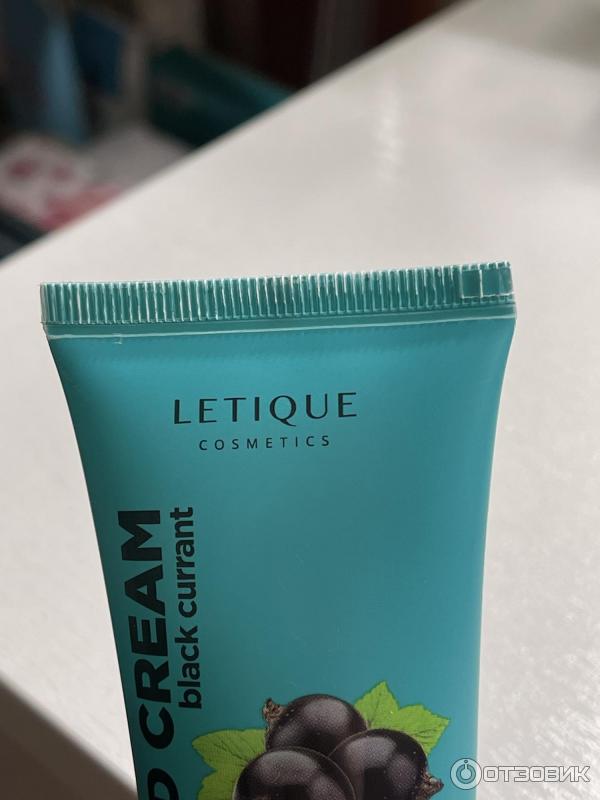 LETIQUE
COSMETICS
D CREAM
black currant
ОТЗОВИК